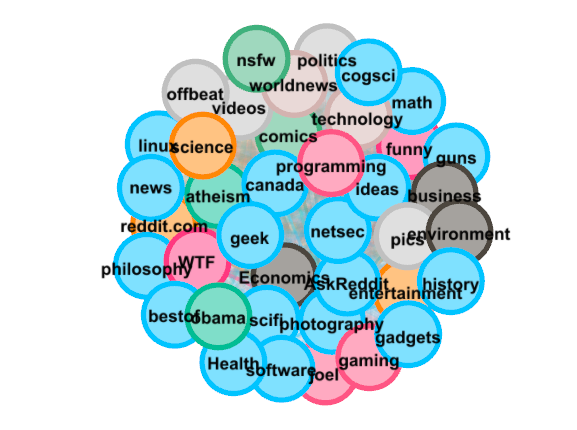 nsfw
politics
cogsci
worldnews
offbeat
math
videos
technology
comics
linux
science
funny
guns
programming
news
canada
ideas
atheism
business
reddit.com
geek
netsec
pics
environment
WTF
philosophy
Economics
AskReddit
history
entertainment
bestof
obama
scifi
photography
gadgets
Health
software
joel
gaming